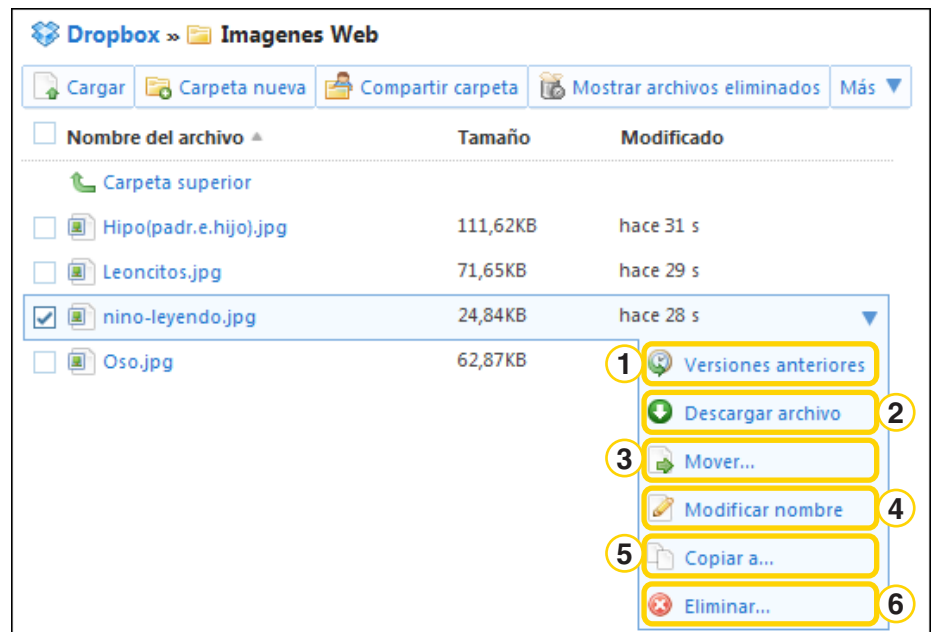 Dropbox » Imagenes Web
Cargar Carpeta nueva Compartir carpeta Mostrar archivos eliminados Más
Nombre del archivo Tamaño Modificado
Carpeta superior
Hipo(padr.e.hijo).jpg 111,62KB hace 31 s
Leoncitos.jpg 71,65KB hace 29 s
nino-leyendo.jpg 24,84KB hace 28 s
Oso.jpg 62,87KB
1 Versiones anteriores
Descargar archivo 2
3 Mover...
Modificar nombre 4
5 Copiar a...
Eliminar... 6